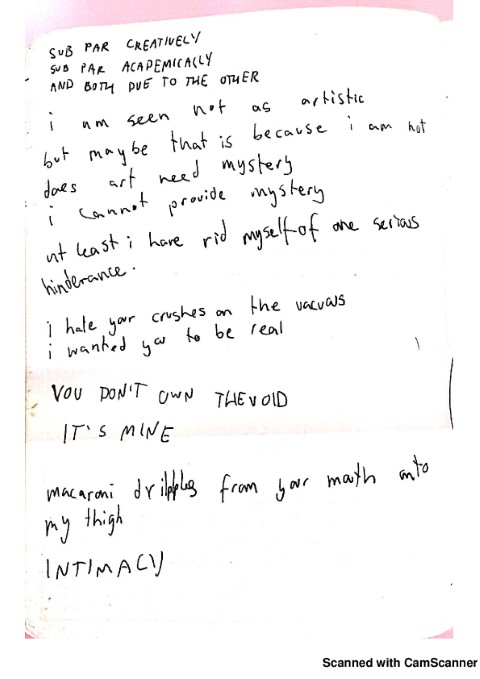 SUB PAR CREATIVELY
SUB PAR ACADEMICALLY
AND BOTH DUE TO THE OTHER
i am seen not as artistic
but maybe that is because i am not
does art need mystery
i cannot provide mystery
at least i have rid myself of one serious
hinderance.
i hate your crushes on the vacuous
i wanted you to be real
YOU DON'T OWN THE VOID
IT'S MINE
macaroni from your mouth onto
my thigh
INTIMACY
Scanned with CamScanner